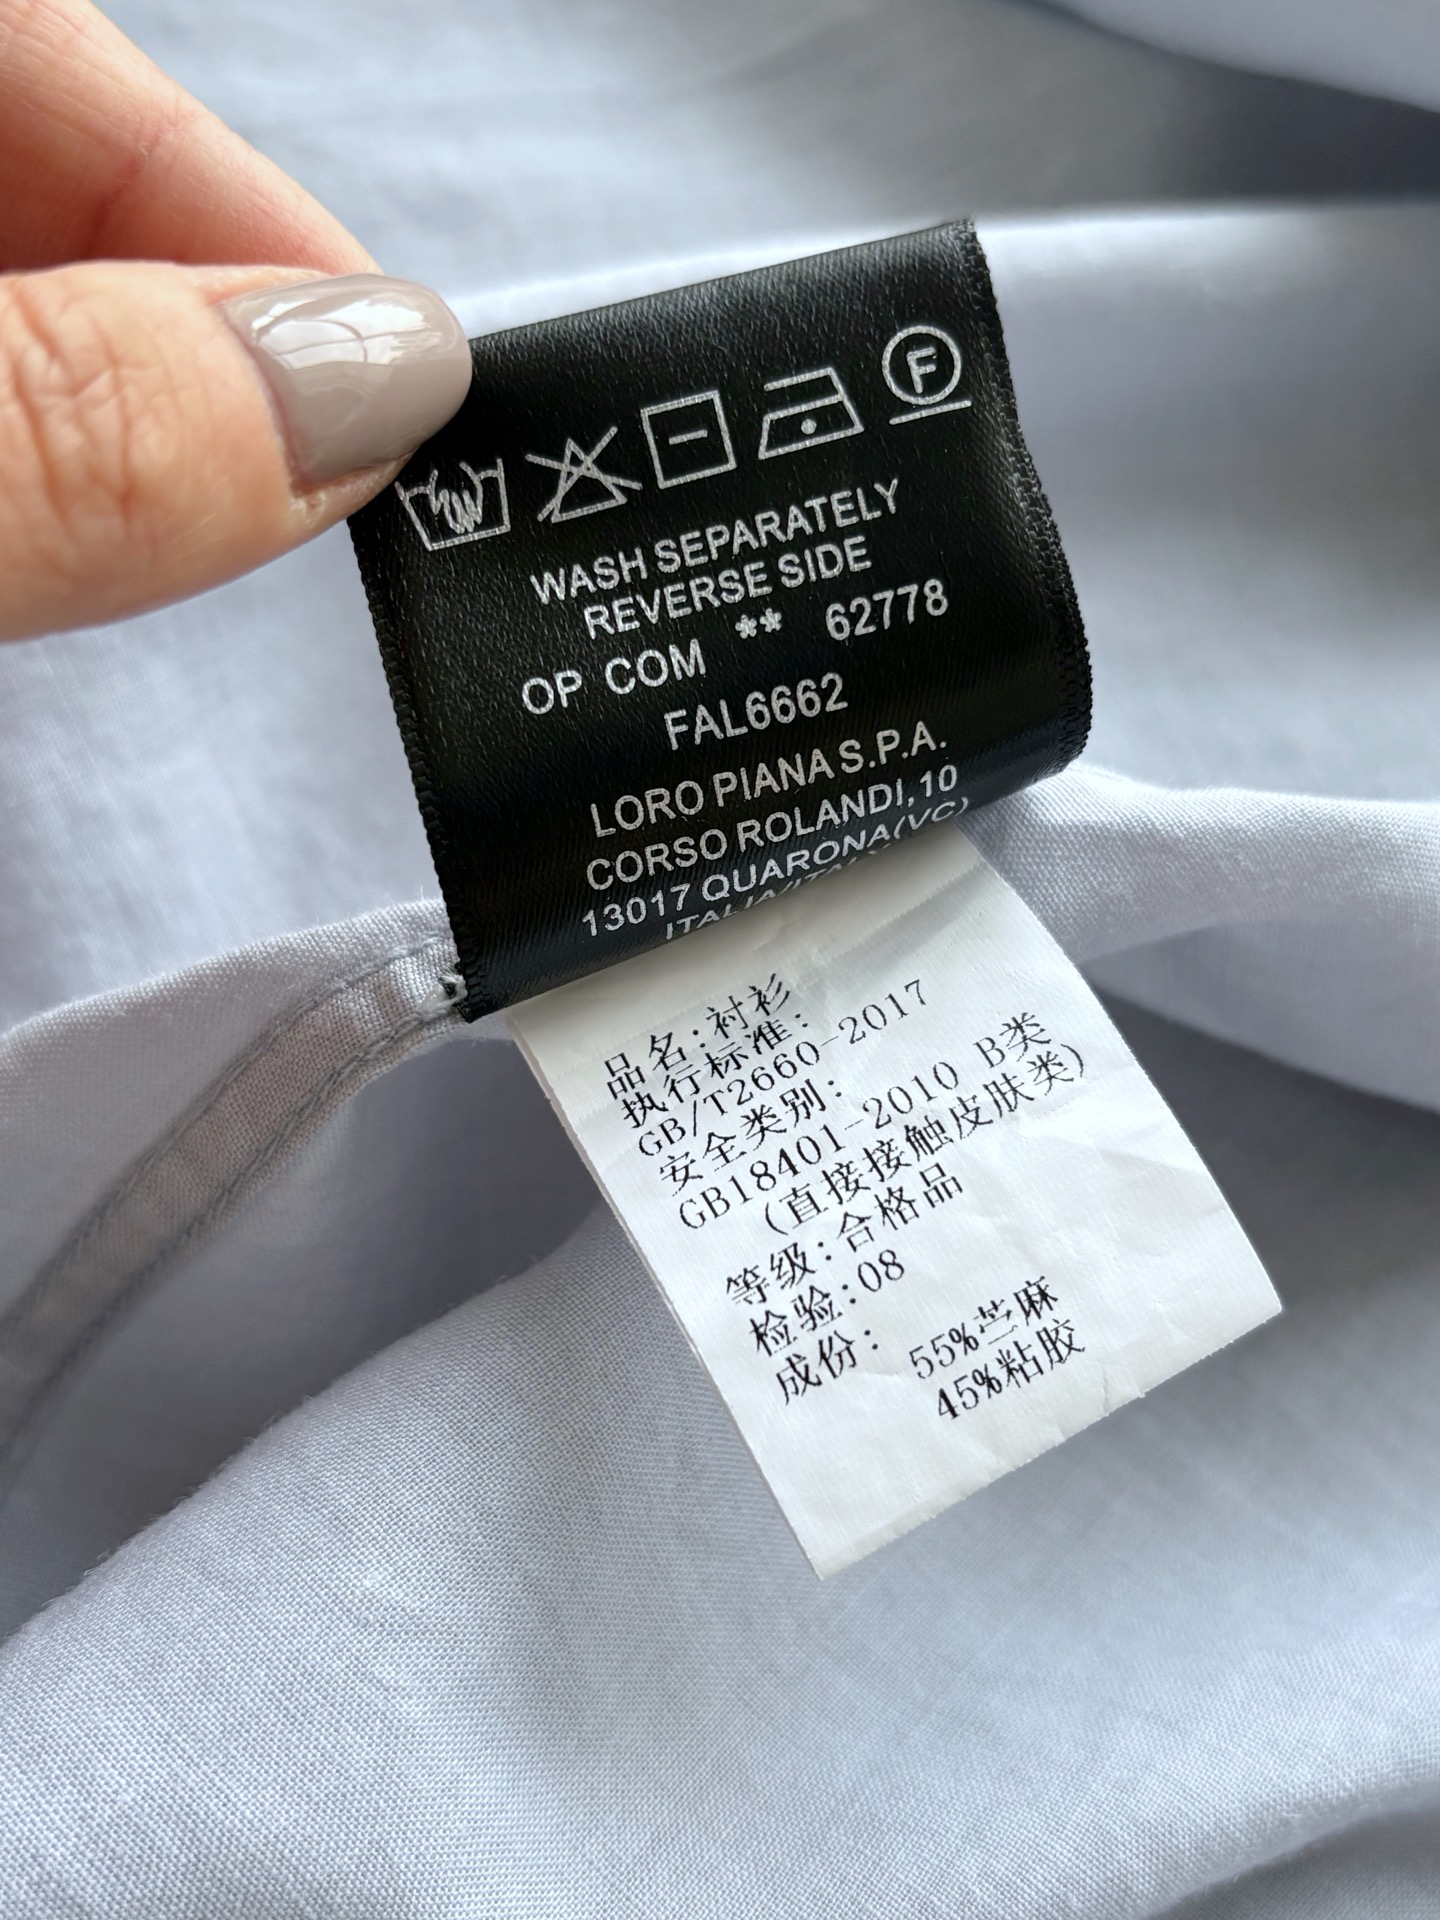 F
WASH SEPARATELY
REVERSE SIDE
OP COM ** 62778
FAL6662
LORO PIANA S.P.A.
CORSO ROLANDI,10
13017 QUARONA(VC)
ITALIA/ITALY
品名:衬衫
执行标准:
GB/T2660-2017
安全类别:
GB18401-2010 B类
(直接接触皮肤类)
等级:合格品
检验:08
成份: 55%苎麻
45%粘胶